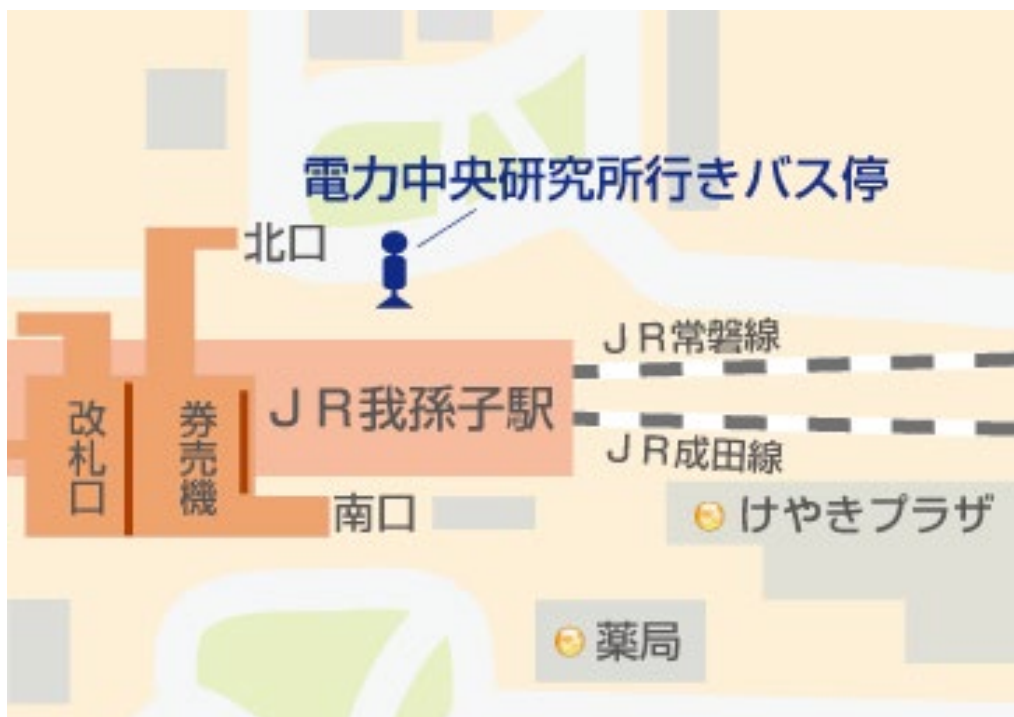 電力中央研究所行きバス停
北口
JR常磐線
JR我孫子駅
改札口
券売機
JR成田線
南口
けやきプラザ
薬局